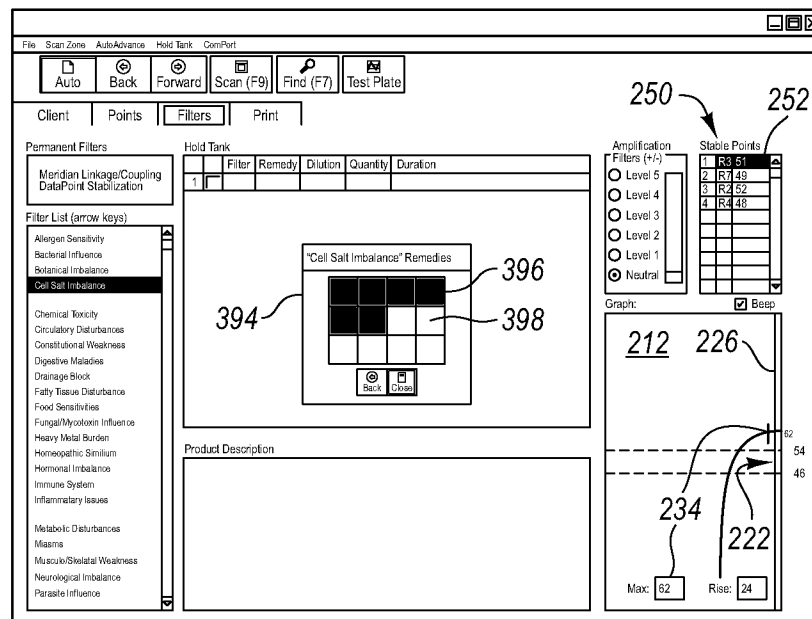 File Scan Zone AutoAdvance Hold Tank ComPort
Auto Back Forward Scan (F9) Find (F7) Test Plate
Client Points Filters Print
Permanent Filters
Meridian Linkage/Coupling
DataPoint Stabilization
Filter List (arrow keys)
Allergen Sensitivity
Bacterial Influence
Botanical Imbalance
Cell Salt Imbalance
Chemical Toxicity
Circulatory Disturbances
Constitutional Weakness
Digestive Maladies
Drainage Block
Fatty Tissue Disturbance
Food Sensitivities
Fungal/Mycotoxin Influence
Heavy Metal Burden
Homeopathic Similium
Hormonal Imbalance
Immune System
Inflammatory Issues
Metabolic Disturbances
Miasms
Musculo/Skelatal Weakness
Neurological Imbalance
Parasite Influence
Hold Tank
Filter Remedy Dilution Quantity Duration
1
"Cell Salt Imbalance" Remedies
394
396
398
Back Close
Product Description
Amplification
Filters (+/-)
Level 5
Level 4
Level 3
Level 2
Level 1
Neutral
250
252
Stable Points
1 R3 51
2 R7 49
3 R2 52
4 R4 48
Graph: Beep
212
226
62
54
46
234
222
Max: 62 Rise: 24